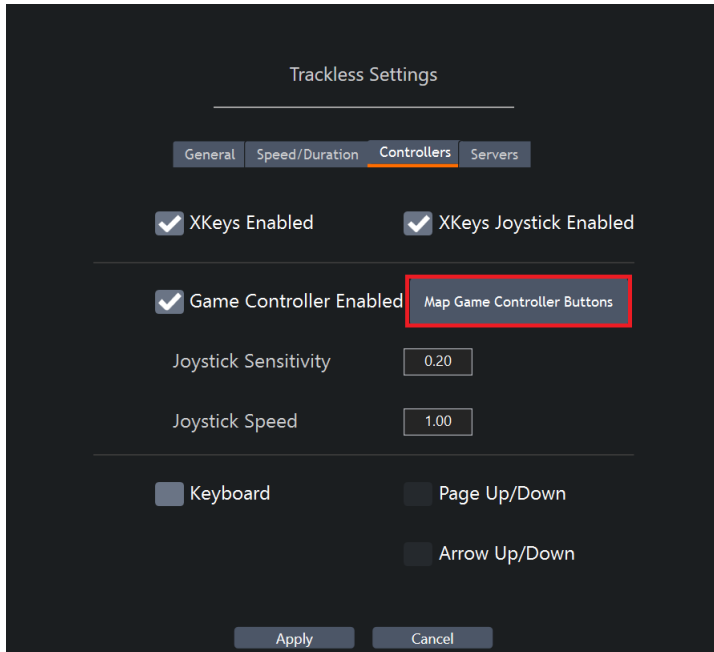 Trackless Settings
General Speed/Duration Controllers Servers
XKeys Enabled XKeys Joystick Enabled
Game Controller Enabled Map Game Controller Buttons
Joystick Sensitivity 0.20
Joystick Speed 1.00
Keyboard Page Up/Down
Arrow Up/Down
Apply Cancel